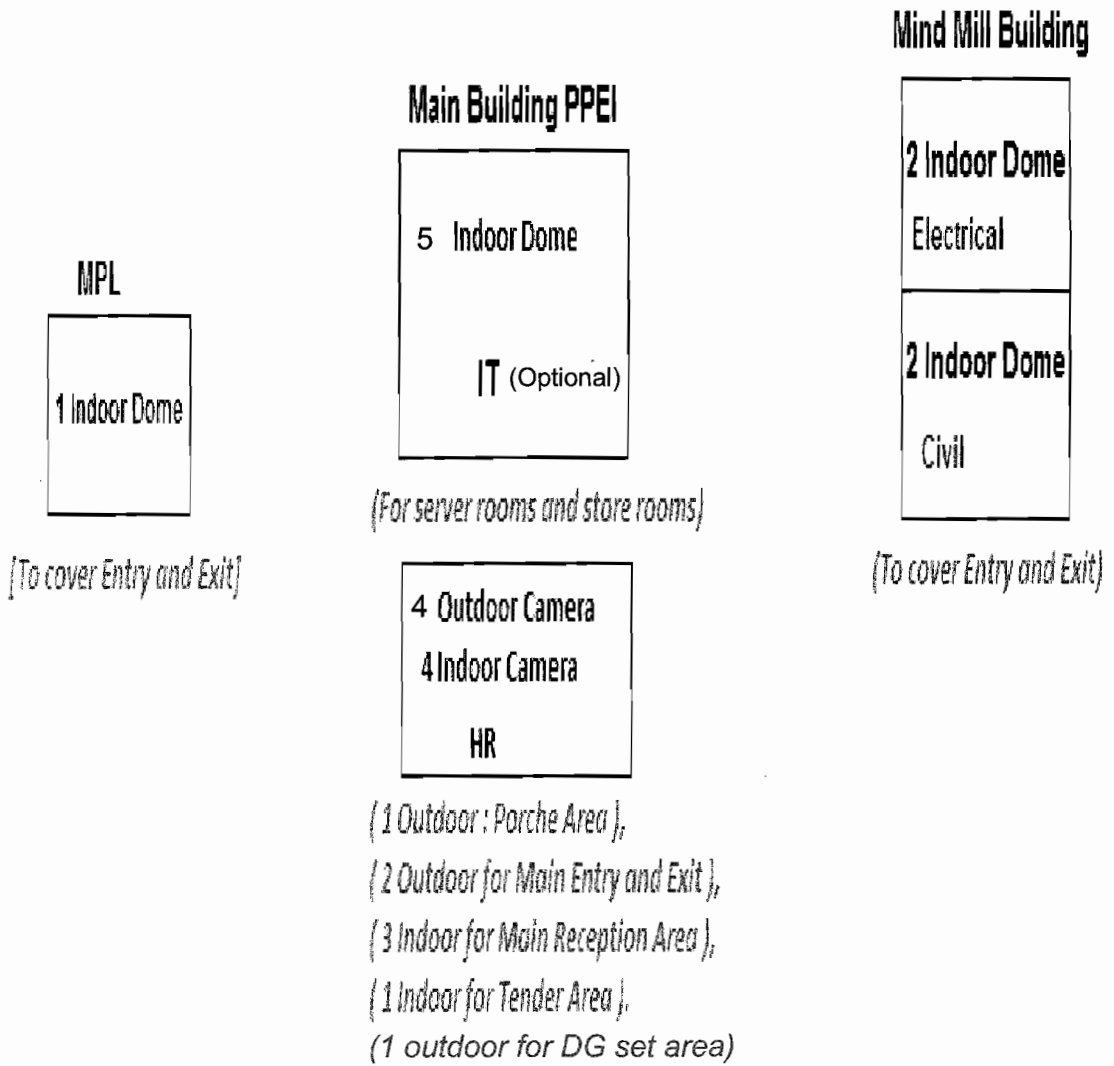 Mind Mill Building
2 Indoor Dome
Electrical
2 Indoor Dome
Civil
(To cover Entry and Exit)
Main Building PPEI
5 Indoor Dome
IT (Optional)
(For server rooms and store rooms)
MPL
1 Indoor Dome
[To cover Entry and Exit]
4 Outdoor Camera
4 Indoor Camera
HR
( 1 Outdoor : Porche Area ),
( 2 Outdoor for Main Entry and Exit ),
( 3 Indoor for Main Reception Area ),
( 1 Indoor for Tender Area ).
(1 outdoor for DG set area)